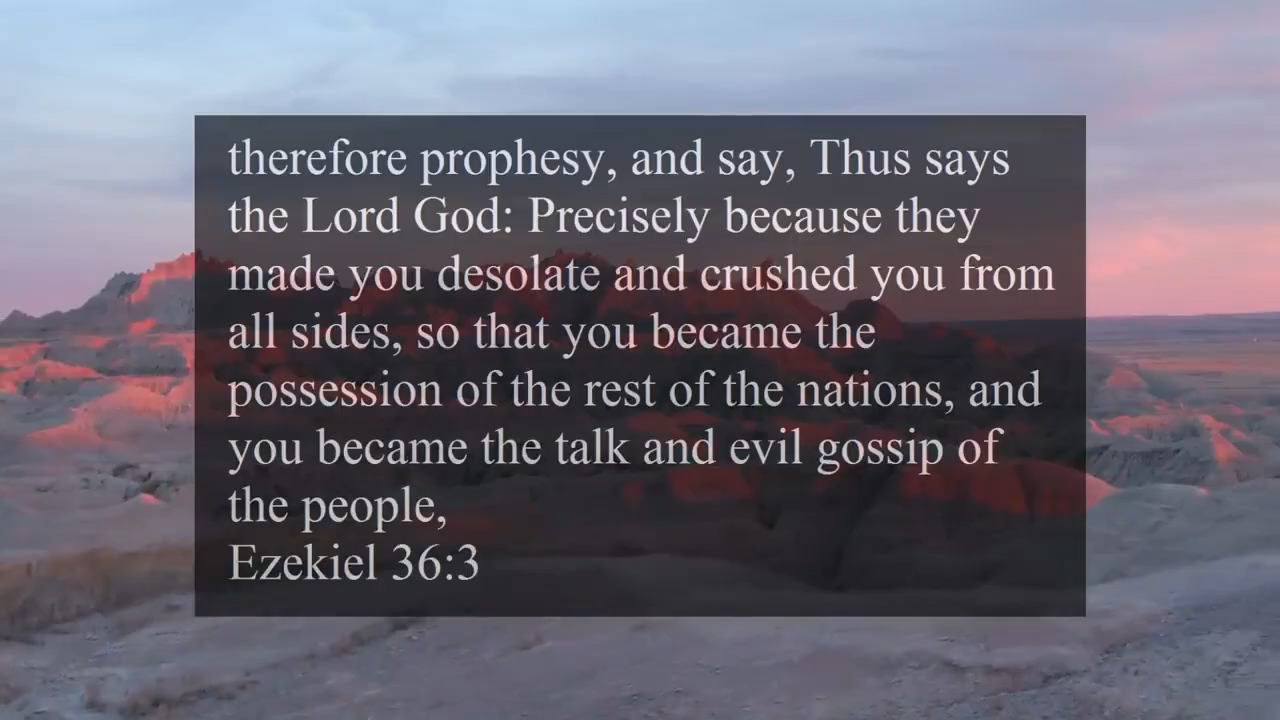 therefore prophesy, and say, Thus says
the Lord God: Precisely because they
made you desolate and crushed you from
all sides, so that you became the
possession of the rest of the nations, and
you became the talk and evil gossip of
the people,
Ezekiel 36:3